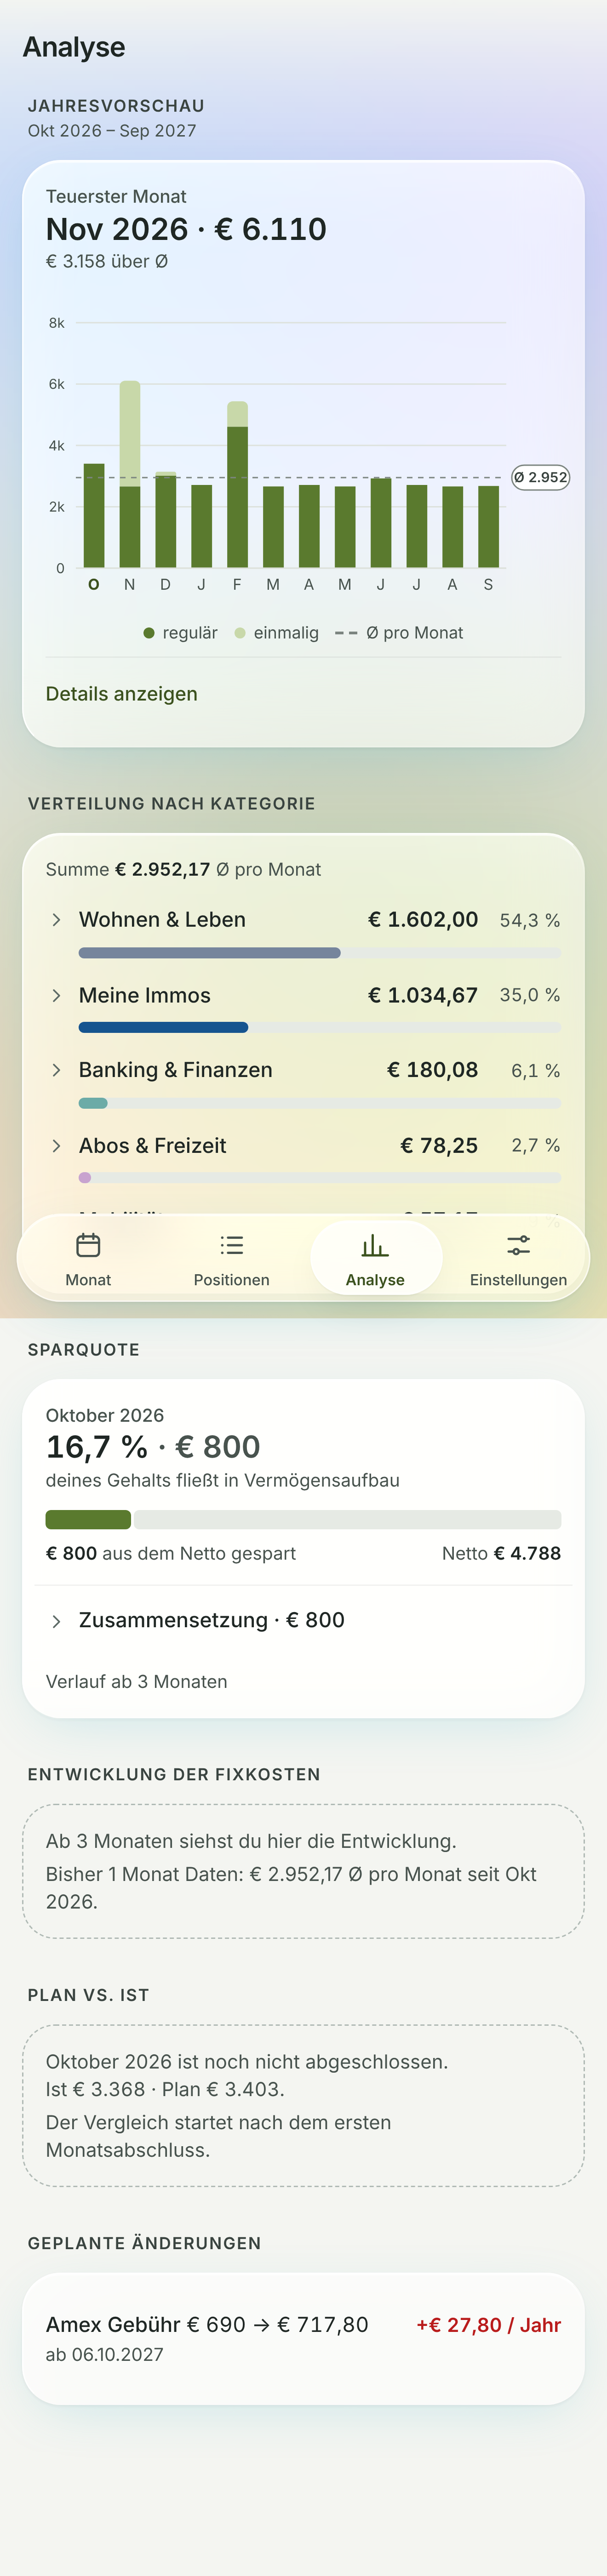 Analyse
JAHRESVORSCHAU
Okt 2026 – Sep 2027
Teuerster Monat
Nov 2026 · € 6.110
€ 3.158 über Ø
8k
6k
4k
Ø 2.952
2k
0
O N D J F M A M J J A S
regulär einmalig Ø pro Monat
Details anzeigen
VERTEILUNG NACH KATEGORIE
Summe € 2.952,17 Ø pro Monat
Wohnen & Leben € 1.602,00 54,3 %
Meine Immos € 1.034,67 35,0 %
Banking & Finanzen € 180,08 6,1 %
Abos & Freizeit € 78,25 2,7 %
Monat Positionen Analyse Einstellungen
SPARQUOTE
Oktober 2026
16,7 % · € 800
deines Gehalts fließt in Vermögensaufbau
€ 800 aus dem Netto gespart Netto € 4.788
Zusammensetzung · € 800
Verlauf ab 3 Monaten
ENTWICKLUNG DER FIXKOSTEN
Ab 3 Monaten siehst du hier die Entwicklung.
Bisher 1 Monat Daten: € 2.952,17 Ø pro Monat seit Okt
2026.
PLAN VS. IST
Oktober 2026 ist noch nicht abgeschlossen.
Ist € 3.368 · Plan € 3.403.
Der Vergleich startet nach dem ersten
Monatsabschluss.
GEPLANTE ÄNDERUNGEN
Amex Gebühr € 690 → € 717,80 +€ 27,80 / Jahr
ab 06.10.2027